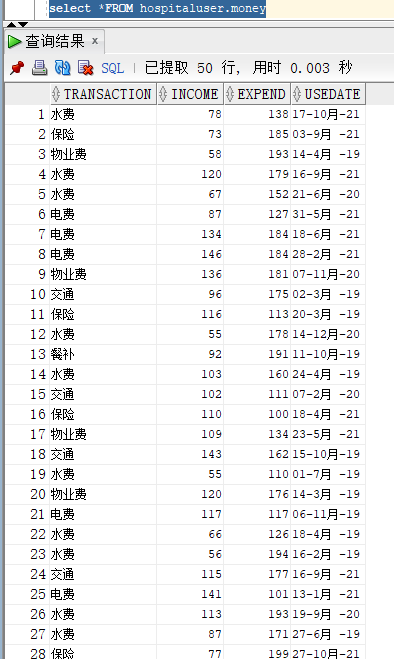 select *FROM hospitaluser.money
查询结果 ×
SQL | 已提取 50 行, 用时 0.003 秒
TRANSACTION INCOME EXPEND USEDATE
1 水费 78 138 17-10月-21
2 保险 73 185 03-9月 -21
3 物业费 58 193 14-4月 -19
4 水费 120 179 16-9月 -21
5 水费 67 152 21-6月 -20
6 电费 87 127 31-5月 -21
7 电费 134 184 18-6月 -21
8 电费 146 184 28-2月 -21
9 物业费 136 181 07-11月-20
10 交通 96 175 02-3月 -19
11 保险 116 113 20-3月 -19
12 水费 55 178 14-12月-20
13 餐补 92 191 11-10月-19
14 水费 103 160 24-4月 -19
15 交通 102 111 07-2月 -20
16 保险 110 100 18-4月 -21
17 物业费 109 134 23-5月 -21
18 交通 143 162 15-10月-19
19 水费 55 110 01-7月 -19
20 物业费 120 176 14-3月 -19
21 电费 117 117 06-11月-19
22 水费 66 126 18-4月 -19
23 水费 56 194 16-2月 -19
24 交通 115 177 16-9月 -21
25 电费 141 101 13-1月 -21
26 水费 113 193 19-9月 -20
27 水费 87 171 27-6月 -19
28 保险 77 199 27-10月-21